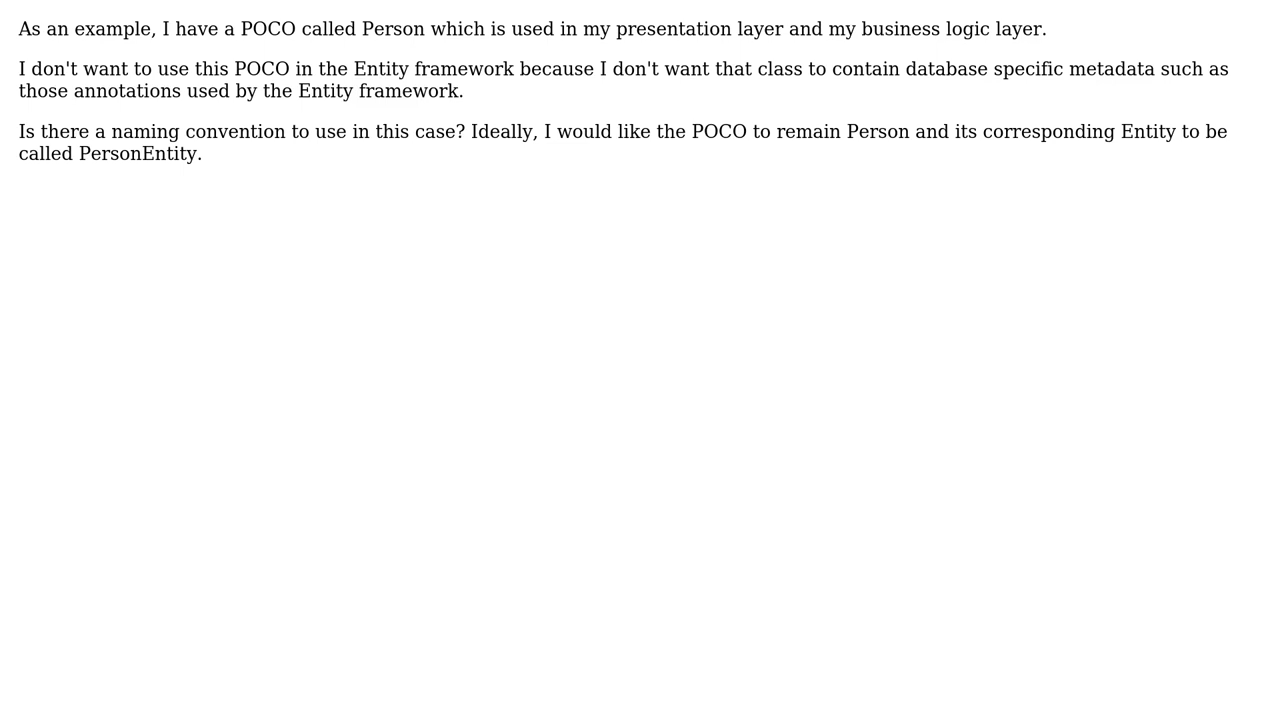 As an example, I have a POCO called Person which is used in my presentation layer and my business logic layer.
I don't want to use this POCO in the Entity framework because I don't want that class to contain database specific metadata such as
those annotations used by the Entity framework.
Is there a naming convention to use in this case? Ideally, I would like the POCO to remain Person and its corresponding Entity to be
called PersonEntity.